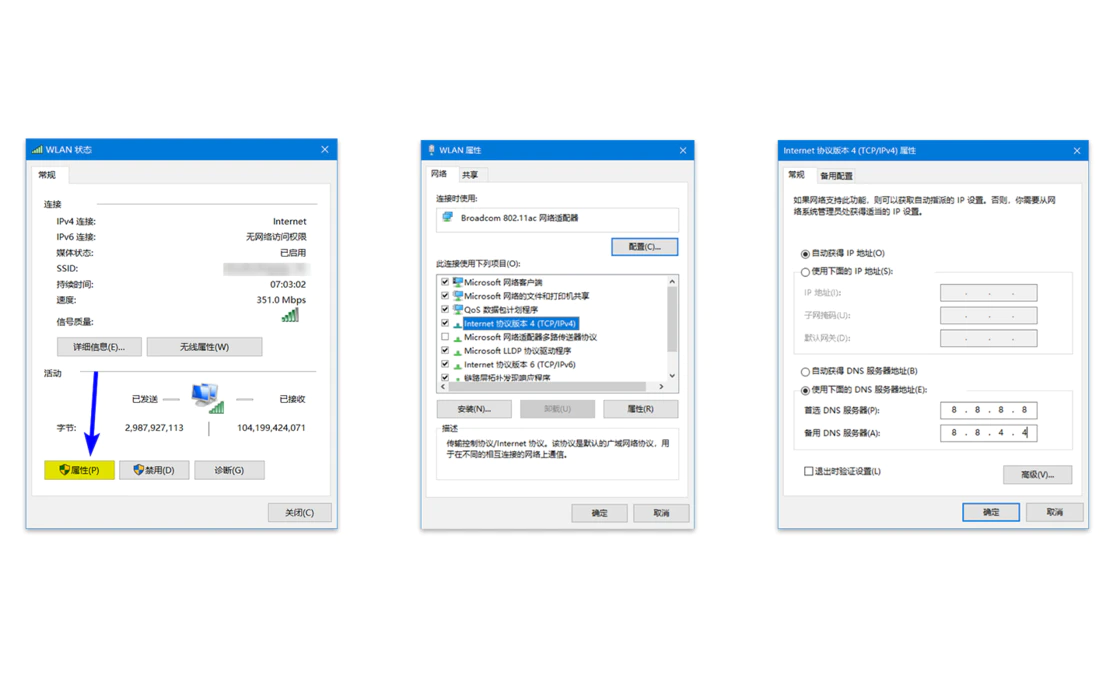 WLAN 状态
常规
连接
IPv4 连接: Internet
IPv6 连接: 无网络访问权限
媒体状态: 已启用
SSID:
持续时间: 07:03:02
速度: 351.0 Mbps
信号质量:
详细信息(E)... 无线属性(W)
活动
已发送 已接收
字节: 2,987,927,113 104,199,424,071
属性(P) 禁用(D) 诊断(G)
关闭(C)
WLAN 属性
网络 共享
连接时使用:
Broadcom 802.11ac 网络适配器
配置(C)...
此连接使用下列项目(O):
Microsoft 网络客户端
Microsoft 网络的文件和打印机共享
QoS 数据包计划程序
Internet 协议版本 4 (TCP/IPv4)
Microsoft 网络适配器多路传送器协议
Microsoft LLDP 协议驱动程序
Internet 协议版本 6 (TCP/IPv6)
链路层拓扑发现响应程序
安装(N)... 卸载(U) 属性(R)
描述
传输控制协议/Internet 协议。该协议是默认的广域网络协议，用
于在不同的相互连接的网络上通信。
确定 取消
Internet 协议版本 4 (TCP/IPv4) 属性
常规 备用配置
如果网络支持此功能，则可以获取自动指派的 IP 设置。否则，你需要从网
络系统管理员处获得适当的 IP 设置。
自动获得 IP 地址(O)
使用下面的 IP 地址(S):
IP 地址(I):
子网掩码(U):
默认网关(D):
自动获得 DNS 服务器地址(B)
使用下面的 DNS 服务器地址(E):
首选 DNS 服务器(P): 8 . 8 . 8 . 8
备用 DNS 服务器(A): 8 . 8 . 4 . 4
退出时验证设置(L)
高级(V)...
确定 取消